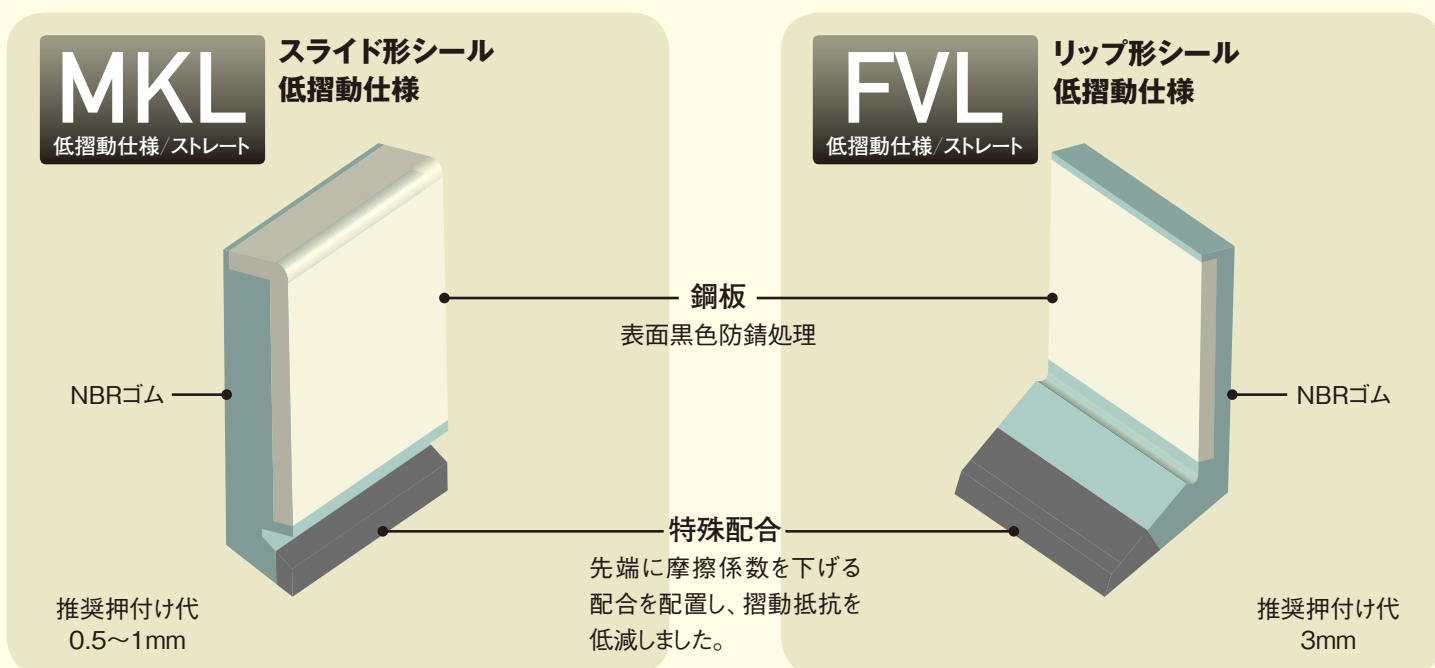 MKL
低摺動仕様/ストレート
スライド形シール
低摺動仕様
FVL
低摺動仕様/ストレート
リップ形シール
低摺動仕様
鋼板
表面黒色防錆処理
NBRゴム
NBRゴム
特殊配合
先端に摩擦係数を下げる
配合を配置し、摺動抵抗を
低減しました。
推奨押付け代
0.5〜1mm
推奨押付け代
3mm